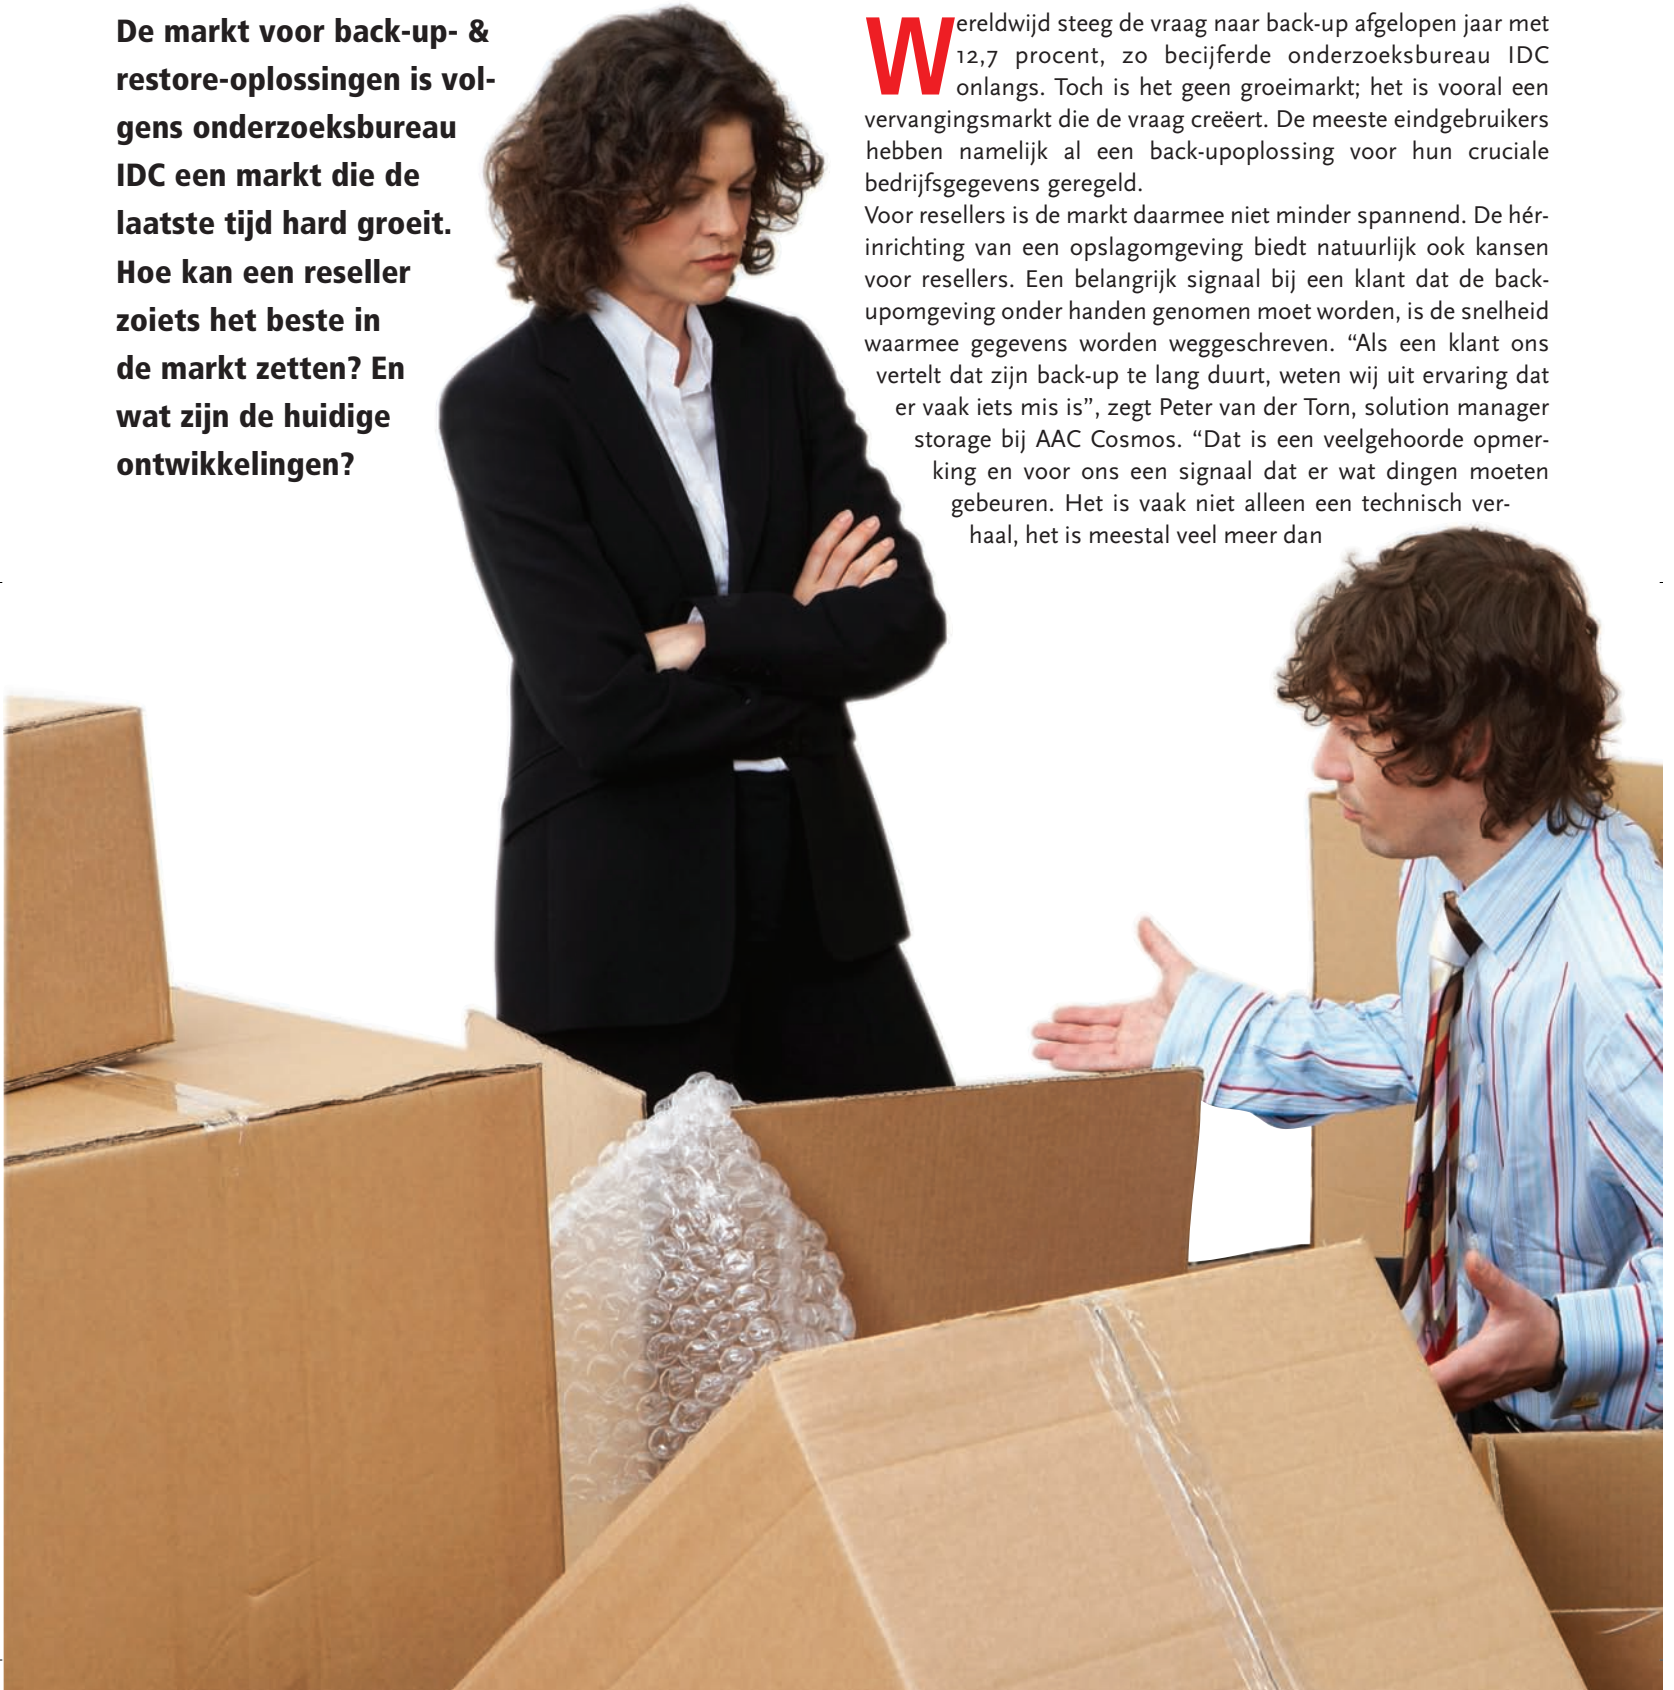 De markt voor back-up- &
restore-oplossingen is vol-
gens onderzoeksbureau
IDC een markt die de
laatste tijd hard groeit.
Hoe kan een reseller
zoiets het beste in
de markt zetten? En
wat zijn de huidige
ontwikkelingen?
Wereldwijd steeg de vraag naar back-up afgelopen jaar met
12,7 procent, zo becijferde onderzoeksbureau IDC
onlangs. Toch is het geen groeimarkt; het is vooral een
vervangingsmarkt die de vraag creëert. De meeste eindgebruikers
hebben namelijk al een back-upoplossing voor hun cruciale
bedrijfsgegevens geregeld.
Voor resellers is de markt daarmee niet minder spannend. De hér-
inrichting van een opslagomgeving biedt natuurlijk ook kansen
voor resellers. Een belangrijk signaal bij een klant dat de back-
upomgeving onder handen genomen moet worden, is de snelheid
waarmee gegevens worden weggeschreven. “Als een klant ons
vertelt dat zijn back-up te lang duurt, weten wij uit ervaring dat
er vaak iets mis is”, zegt Peter van der Torn, solution manager
storage bij AAC Cosmos. “Dat is een veelgehoorde opmer-
king en voor ons een signaal dat er wat dingen moeten
gebeuren. Het is vaak niet alleen een technisch ver-
haal, het is meestal veel meer dan